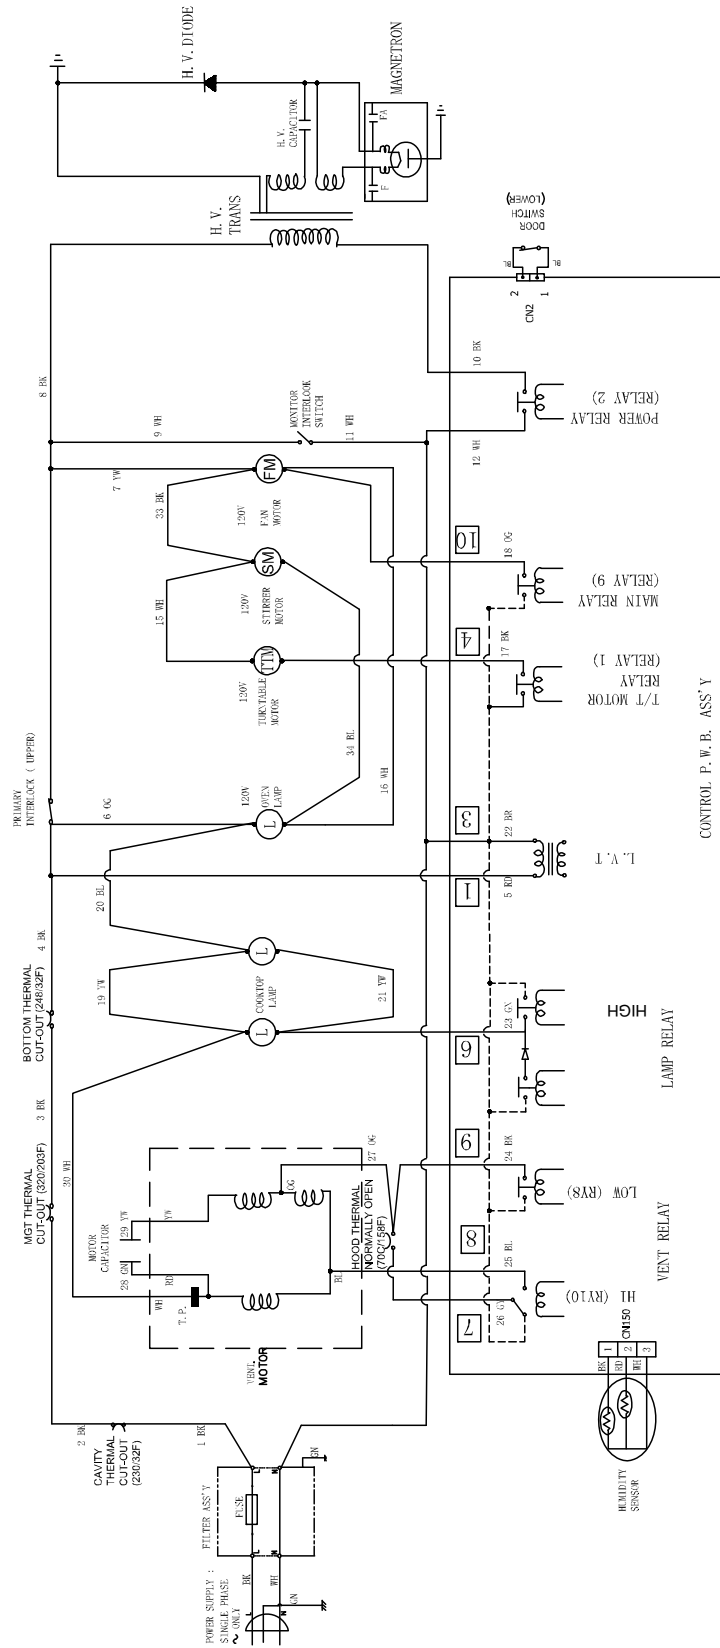 H. V. DIODE
MAGNETRON
H.V.
CAPACITOR
FA
F
H. V.
TRANS
DOOR
SWITCH
(LOWER)
BL
BL
2
1
CN2
8 BK
10 BK
9 WH
MONITOR
INTERLOOK
SWITCH
11 WH
12 WH
POWER RELAY
(RELAY 2)
7 YW
33 BK
FM
120V
FAN
MOTOR
15 WH
SM
120V
STIRRER
MOTOR
TTM
120V
TURNTABLE
MOTOR
10
18 OG
MAIN RELAY
(RELAY 9)
4
17 BK
T/T MOTOR
RELAY
(RELAY 1)
34 BL
16 WH
PRIMARY
INTERLOCK ( UPPER)
6 OG
120V
L
OVEN
LAMP
3
22 BR
1
5 RD
L.V.T
CONTROL P.W.B. ASS'Y
20 BL
4 BK
BOTTOM THERMAL
CUT-OUT (248/32F)
19 YW
L
COOKTOP
LAMP
L
21 YW
6
23 GN
HIGH
LAMP RELAY
3 BK
MGT THERMAL
CUT-OUT (320/203F)
30 WH
MOTOR
CAPACITOR
29 YW
28 GN
YW
RD
WH
T.P.
OG
BL
27 OG
HOOD THERMAL
NORMALLY OPEN
(70C/158F)
VENT.
MOTOR
9
24 BK
LOW (RY8)
8
25 BL
7
26 GY
HI (RY10)
VENT RELAY
CN150
1
2
3
BK
RD
WH
HUMIDITY
SENSOR
2 BK
CAVITY
THERMAL
CUT-OUT
(230/32F)
1 BK
FILTER ASS'Y
FUSE
L
N
L
N
GN
POWER SUPPLY :
SINGLE PHASE
ONLY
BK
WH
L
N
GN